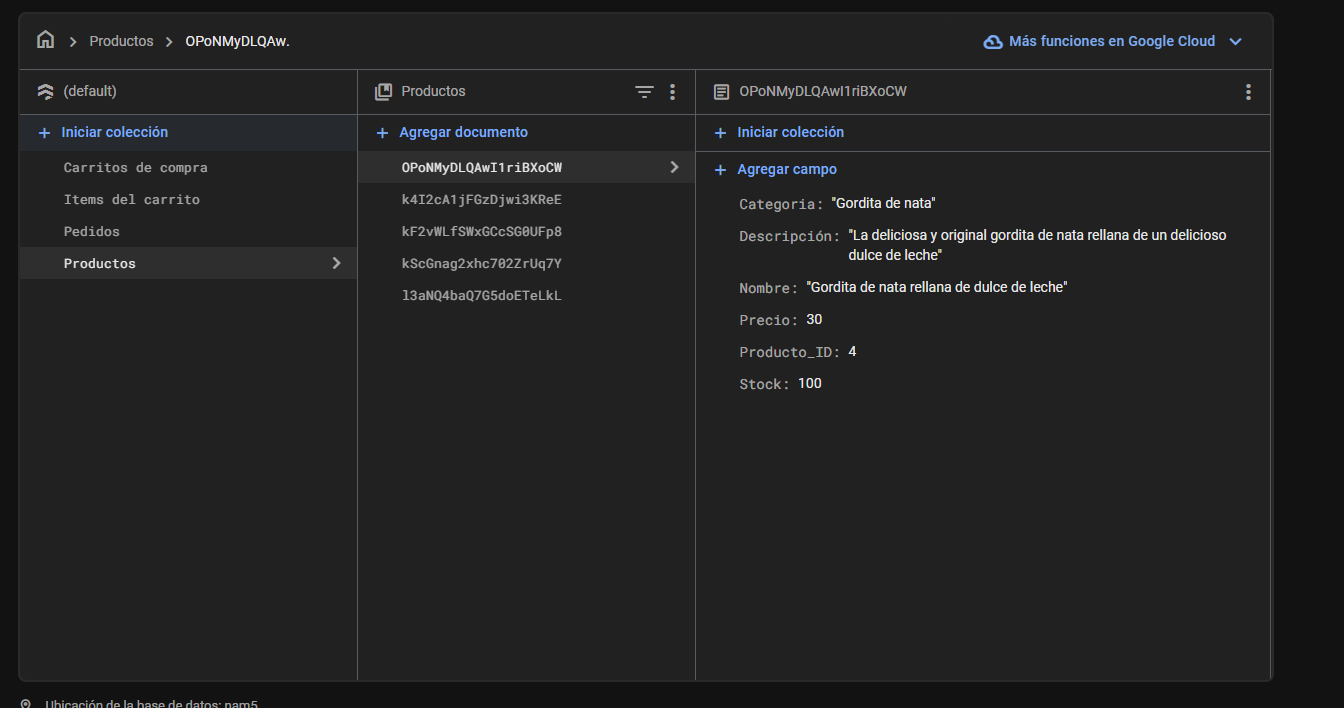 Productos
OPoNMyDLQAw.
Más funciones en Google Cloud
(default)
Productos
OPoNMyDLQAwI1riBXoCW
Iniciar colección
Agregar documento
Iniciar colección
Carritos de compra
Items del carrito
Pedidos
Productos
OPoNMyDLQAwI1riBXoCW
k4I2cA1jFGzDjwi3KReE
kF2vWLfSWxGCcSG0UFp8
kScGnag2xhc702ZrUq7Y
l3aNQ4baQ7G5doETeLkL
Agregar campo
Categoria: "Gordita de nata"
Descripción: "La deliciosa y original gordita de nata rellana de un delicioso
dulce de leche"
Nombre: "Gordita de nata rellana de dulce de leche"
Precio: 30
Producto_ID: 4
Stock: 100
Ubicación de la base de datos: nam5